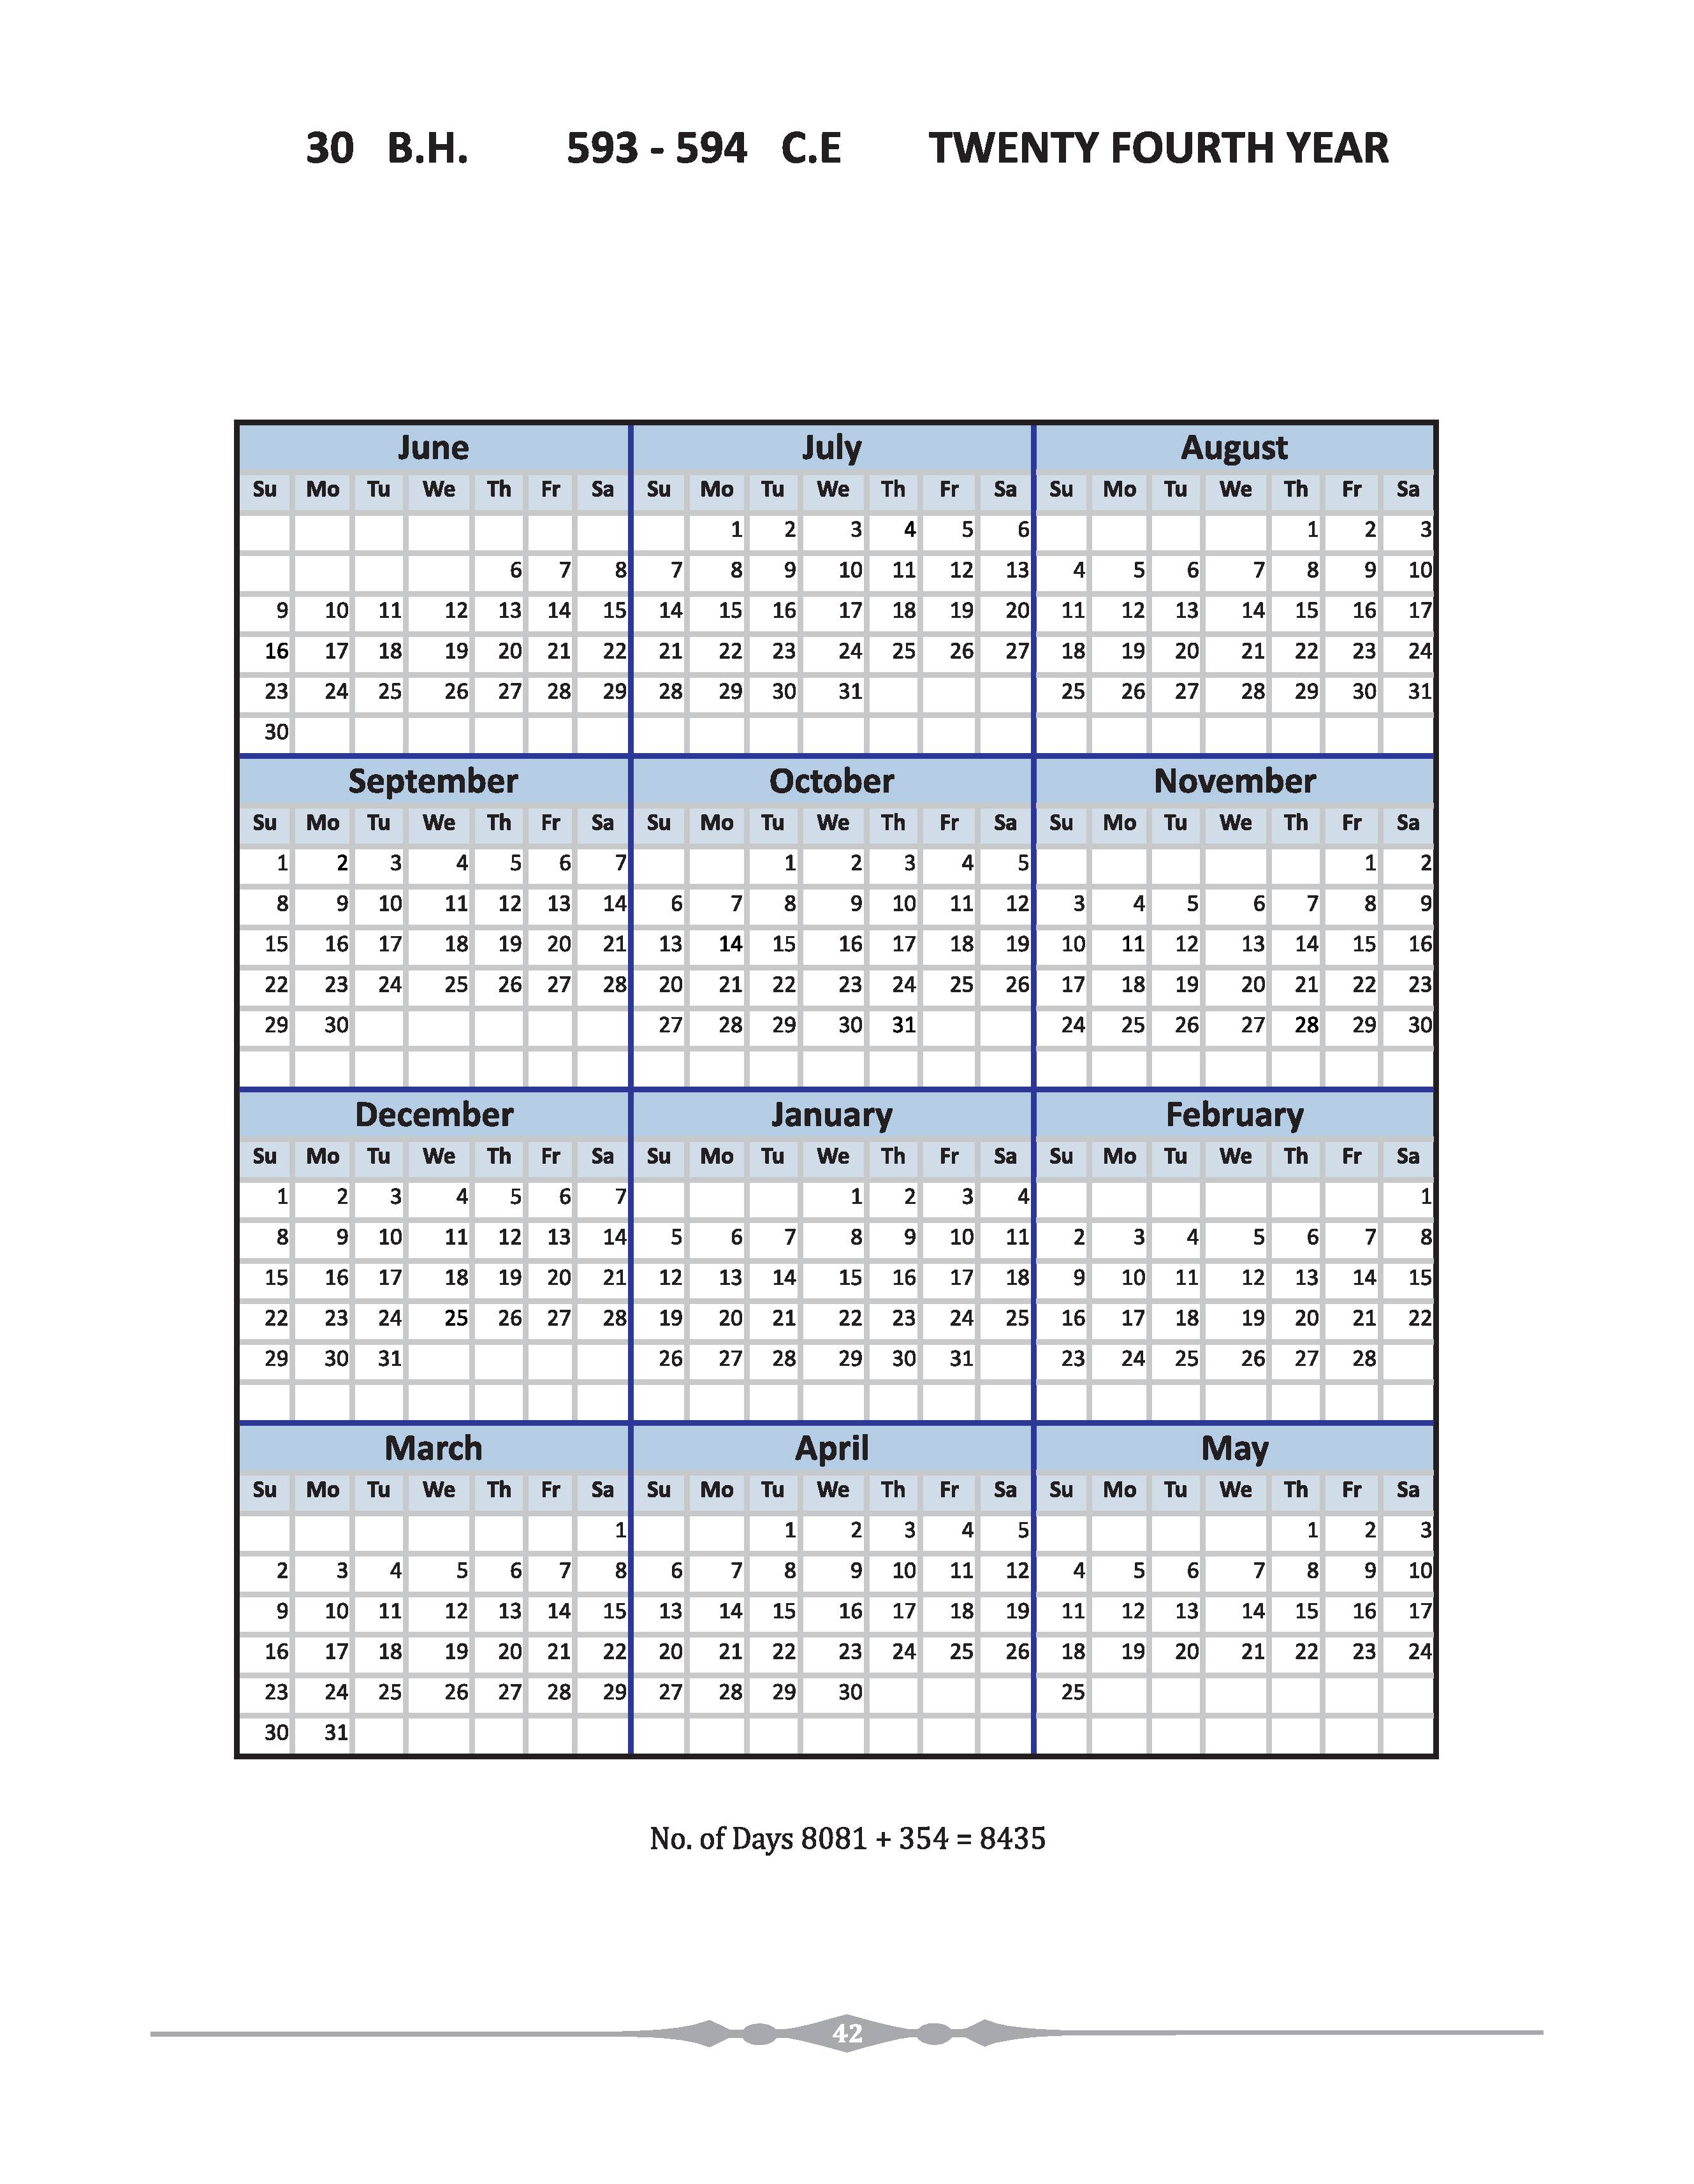 30 B.H. 593 - 594 C.E TWENTY FOURTH YEAR
June July August
Su Mo Tu We Th Fr Sa Su Mo Tu We Th Fr Sa Su Mo Tu We Th Fr Sa
1 2 3 4 5 6 1 2 3
6 7 8 7 8 9 10 11 12 13 4 5 6 7 8 9 10
9 10 11 12 13 14 15 14 15 16 17 18 19 20 11 12 13 14 15 16 17
16 17 18 19 20 21 22 21 22 23 24 25 26 27 18 19 20 21 22 23 24
23 24 25 26 27 28 29 28 29 30 31 25 26 27 28 29 30 31
30
September October November
Su Mo Tu We Th Fr Sa Su Mo Tu We Th Fr Sa Su Mo Tu We Th Fr Sa
1 2 3 4 5 6 7 1 2 3 4 5 1 2
8 9 10 11 12 13 14 6 7 8 9 10 11 12 3 4 5 6 7 8 9
15 16 17 18 19 20 21 13 14 15 16 17 18 19 10 11 12 13 14 15 16
22 23 24 25 26 27 28 20 21 22 23 24 25 26 17 18 19 20 21 22 23
29 30 27 28 29 30 31 24 25 26 27 28 29 30
December January February
Su Mo Tu We Th Fr Sa Su Mo Tu We Th Fr Sa Su Mo Tu We Th Fr Sa
1 2 3 4 5 6 7 1 2 3 4 1
8 9 10 11 12 13 14 5 6 7 8 9 10 11 2 3 4 5 6 7 8
15 16 17 18 19 20 21 12 13 14 15 16 17 18 9 10 11 12 13 14 15
22 23 24 25 26 27 28 19 20 21 22 23 24 25 16 17 18 19 20 21 22
29 30 31 26 27 28 29 30 31 23 24 25 26 27 28
March April May
Su Mo Tu We Th Fr Sa Su Mo Tu We Th Fr Sa Su Mo Tu We Th Fr Sa
1 1 2 3 4 5 1 2 3
2 3 4 5 6 7 8 6 7 8 9 10 11 12 4 5 6 7 8 9 10
9 10 11 12 13 14 15 13 14 15 16 17 18 19 11 12 13 14 15 16 17
16 17 18 19 20 21 22 20 21 22 23 24 25 26 18 19 20 21 22 23 24
23 24 25 26 27 28 29 27 28 29 30 25
30 31
No. of Days 8081 + 354 = 8435
42